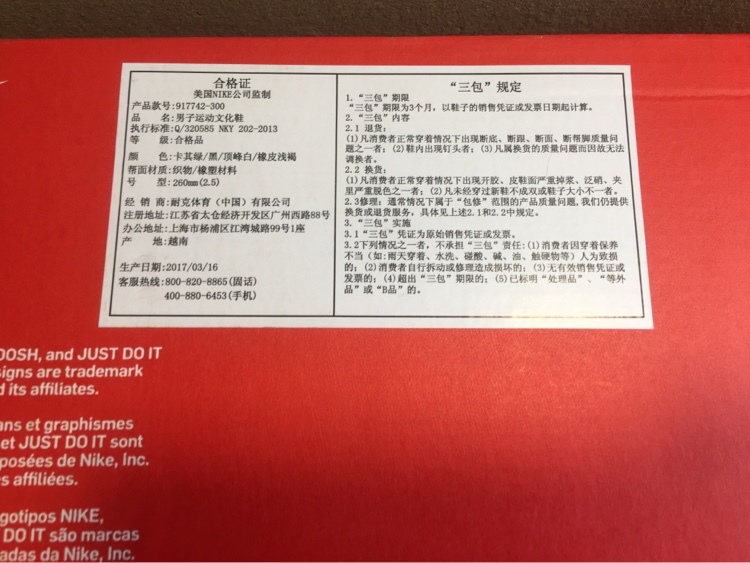 合格证
美国NIKE公司监制
产品款号:917742-300
品　名:男子运动文化鞋
执行标准:Q/320585 NKY 202-2013
等　级:合格品
颜　色:卡其绿/黑/顶峰白/橡皮浅褐
帮面材质:织物/橡塑材料
号　型:260mm(2.5)
经 销 商:耐克体育（中国）有限公司
注册地址:江苏省太仓经济开发区广州西路88号
办公地址:上海市杨浦区江湾城路99号1座
产　地:越南
生产日期:2017/03/16
客服热线:800-820-8865(固话)
400-880-6453(手机)
“三包”规定
1. “三包”期限
“三包”期限为3个月，以鞋子的销售凭证或发票日期起计算。
2. “三包”内容
2.1 退货:
(1)凡消费者正常穿着情况下出现断底、断跟、断面、断帮脚质量问
题之一者；(2)鞋内出现钉头者；(3)凡属换货的质量问题而因故无法
调换者。
2.2 换货:
(1)凡消费者正常穿着情况下出现开胶、皮鞋面严重掉浆、泛硝、夹
里严重脱色之一者；(2)凡未经穿过新鞋不成双或鞋子大小不一者。
2.3修理: 通常情况下属于“包修”范围的产品质量问题,我们仍提供
换货或退货服务，具体见上述2.1和2.2中规定。
3. “三包”实施
3.1“三包”凭证为原始销售凭证或发票。
3.2下列情况之一者，不承担“三包”责任:(1)消费者因穿着保养
不当（如:雨天穿着、水洗、碰酸、碱、油、触硬物等）人为致损
的；(2)消费者自行拆动或修理造成损坏的；(3)无有效销售凭证或
发票的；(4)超出“三包”期限的；(5)已标明“处理品”、“等外
品”或“B品”的。
OOSH, and JUST DO IT
signs are trademark
d its affiliates.
ans et graphismes
et JUST DO IT sont
posées de Nike, Inc.
s affiliées.
gotipos NIKE,
DO IT são marcas
adas da Nike, Inc.